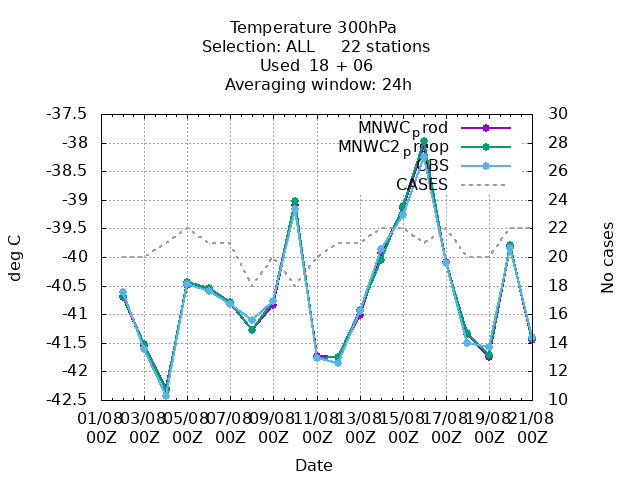 Temperature 300hPa
Selection: ALL 22 stations
Used 18 + 06
Averaging window: 24h
-37.5
-38
-38.5
-39
-39.5
-40
-40.5
-41
-41.5
-42
-42.5
deg C
30
28
26
24
22
20
18
16
14
12
10
No cases
MNWCprod
MNWC2preop
OBS
CASES
01/08 03/08 05/08 07/08 09/08 11/08 13/08 15/08 17/08 19/08 21/08
00Z 00Z 00Z 00Z 00Z 00Z 00Z 00Z 00Z 00Z 00Z
Date